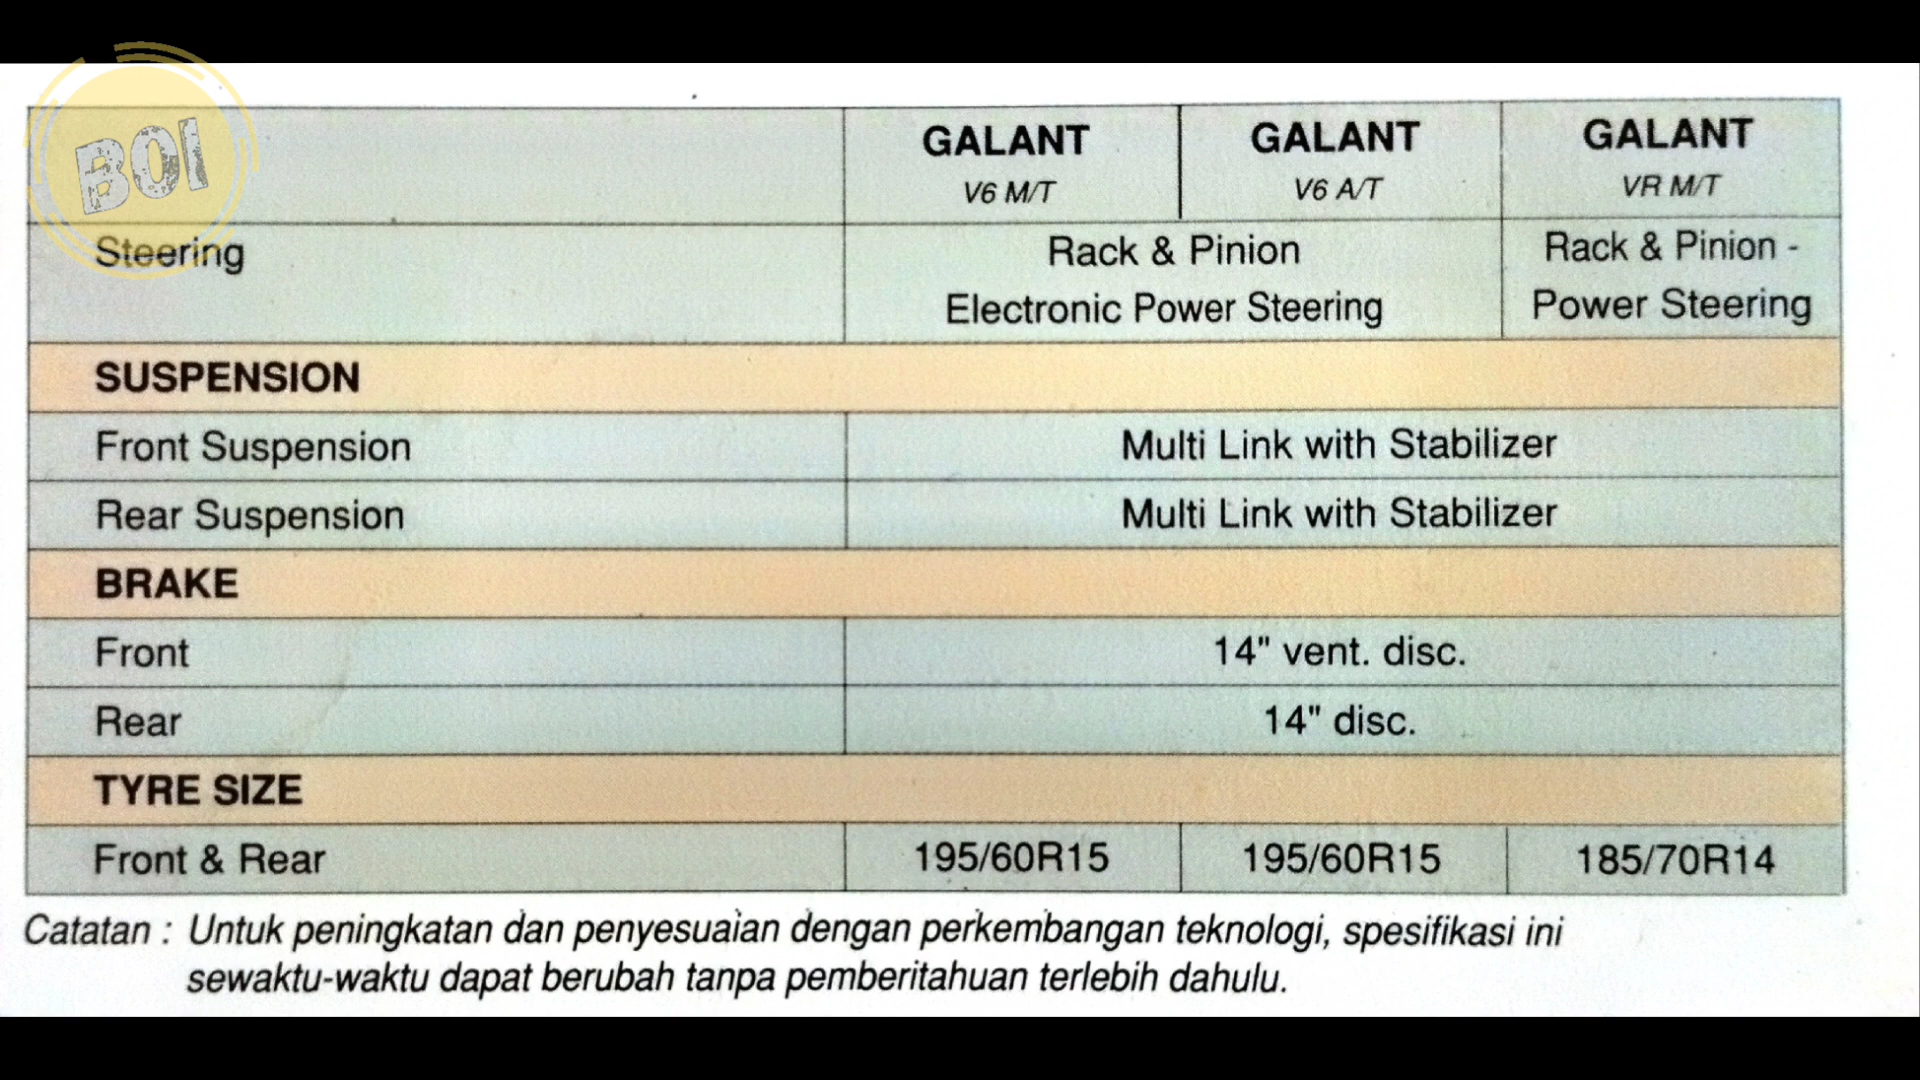 BOI
GALANT GALANT GALANT
V6 M/T V6 A/T VR M/T
Steering Rack & Pinion Rack & Pinion -
Electronic Power Steering Power Steering
SUSPENSION
Front Suspension Multi Link with Stabilizer
Rear Suspension Multi Link with Stabilizer
BRAKE
Front 14" vent. disc.
Rear 14" disc.
TYRE SIZE
Front & Rear 195/60R15 195/60R15 185/70R14
Catatan : Untuk peningkatan dan penyesuaian dengan perkembangan teknologi, spesifikasi ini
sewaktu-waktu dapat berubah tanpa pemberitahuan terlebih dahulu.